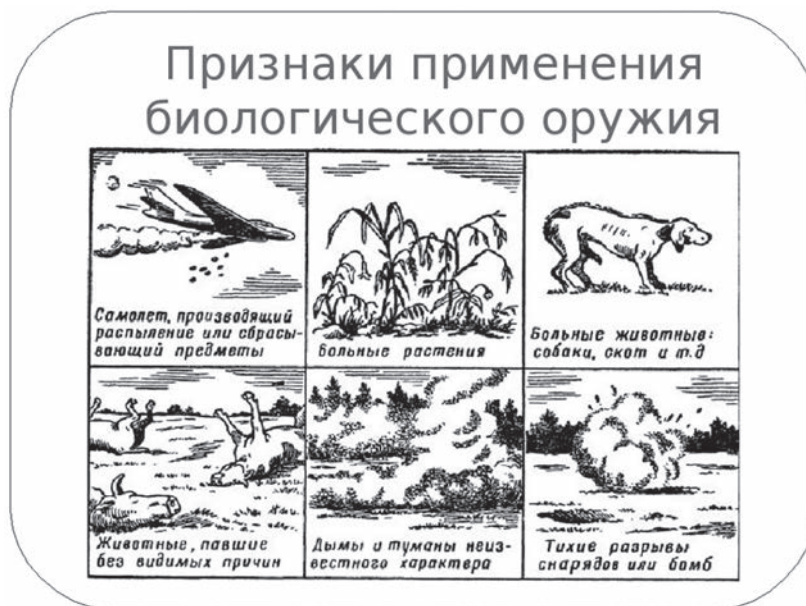 Признаки применения
биологического оружия
Самолет, производящий
распыление или сбрасы-
вающий предметы
Больные растения
Больные животные:
собаки, скот и т.д
Животные, павшие
без видимых причин
Дымы и туманы неиз-
вестного характера
Тихие разрывы
снарядов или бомб